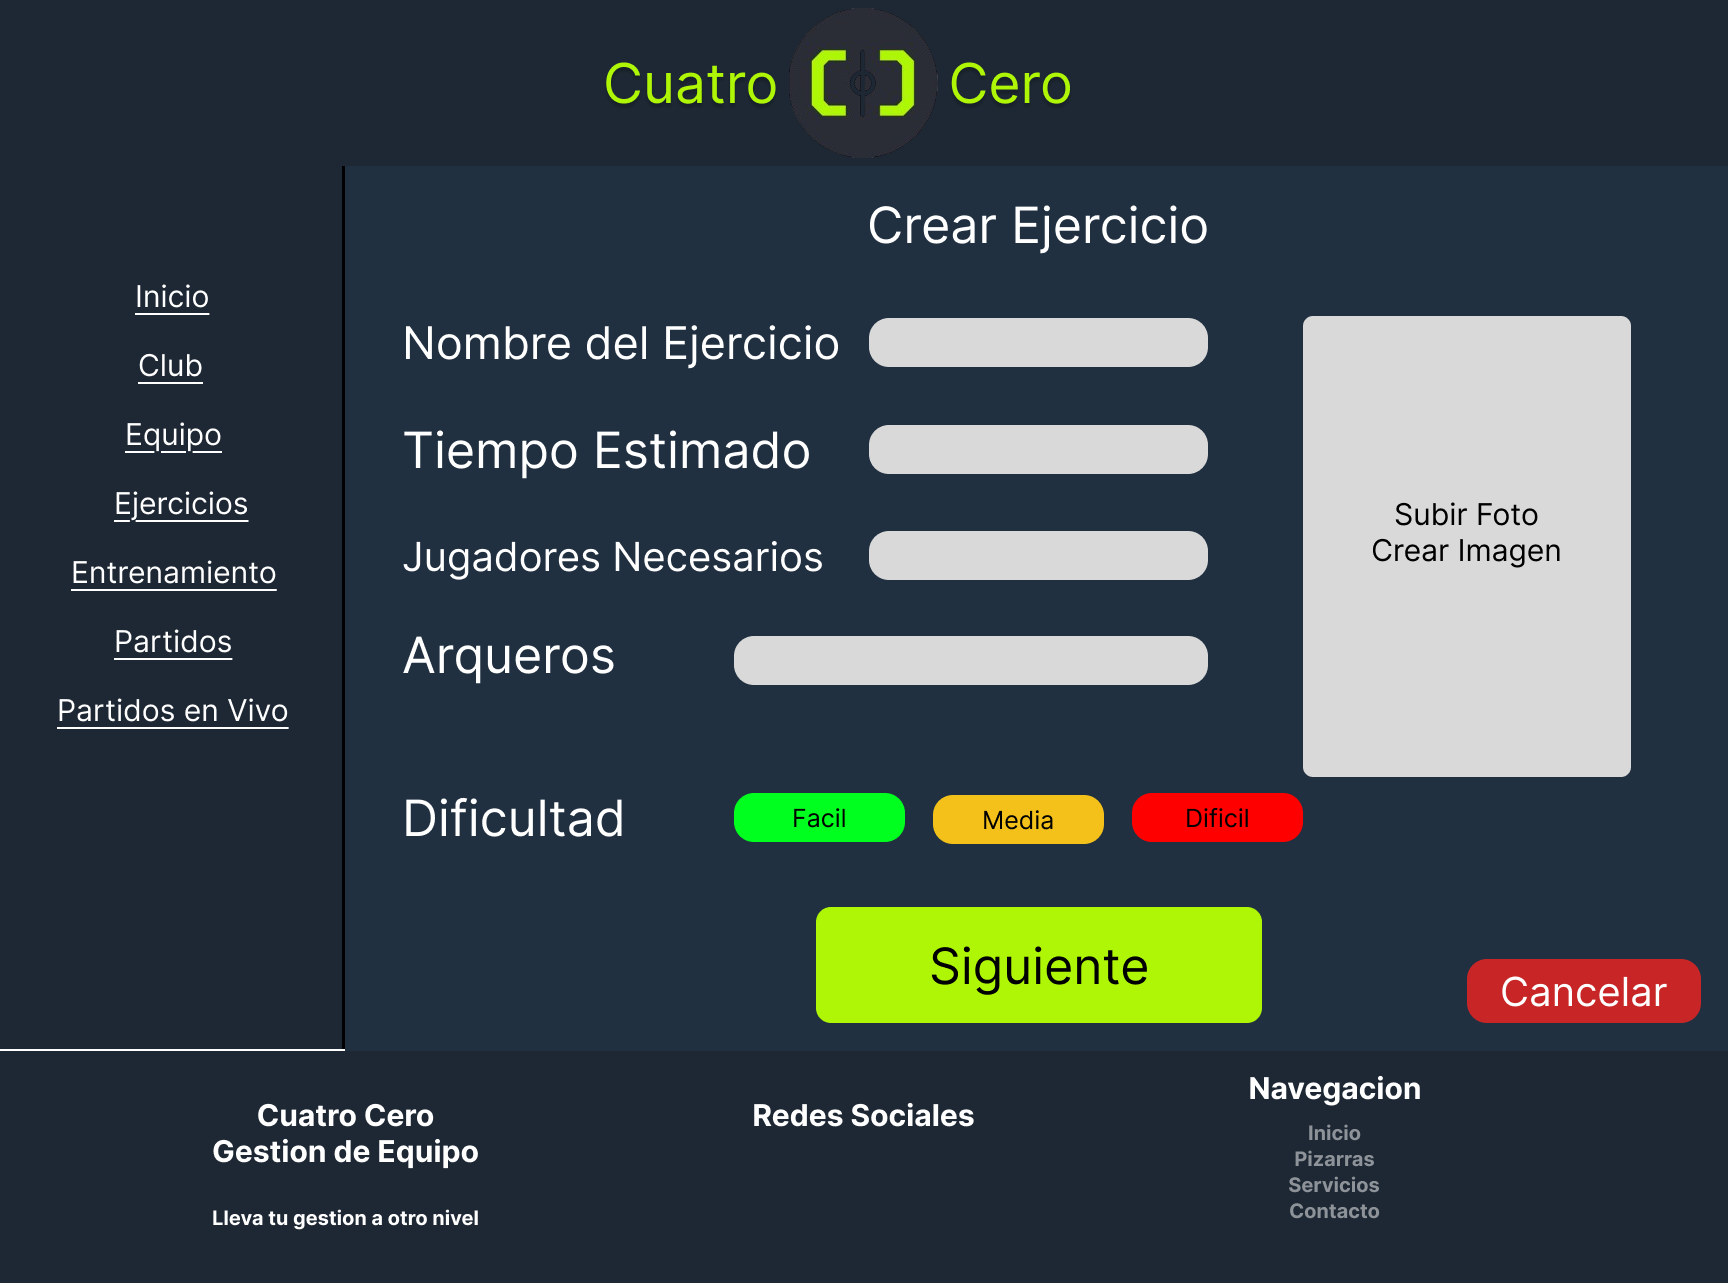 Cuatro Cero
Inicio
Club
Equipo
Ejercicios
Entrenamiento
Partidos
Partidos en Vivo
Crear Ejercicio
Nombre del Ejercicio
Tiempo Estimado
Jugadores Necesarios
Arqueros
Subir Foto
Crear Imagen
Dificultad
Facil
Media
Dificil
Siguiente
Cancelar
Cuatro Cero
Gestion de Equipo
Lleva tu gestion a otro nivel
Redes Sociales
Navegacion
Inicio
Pizarras
Servicios
Contacto